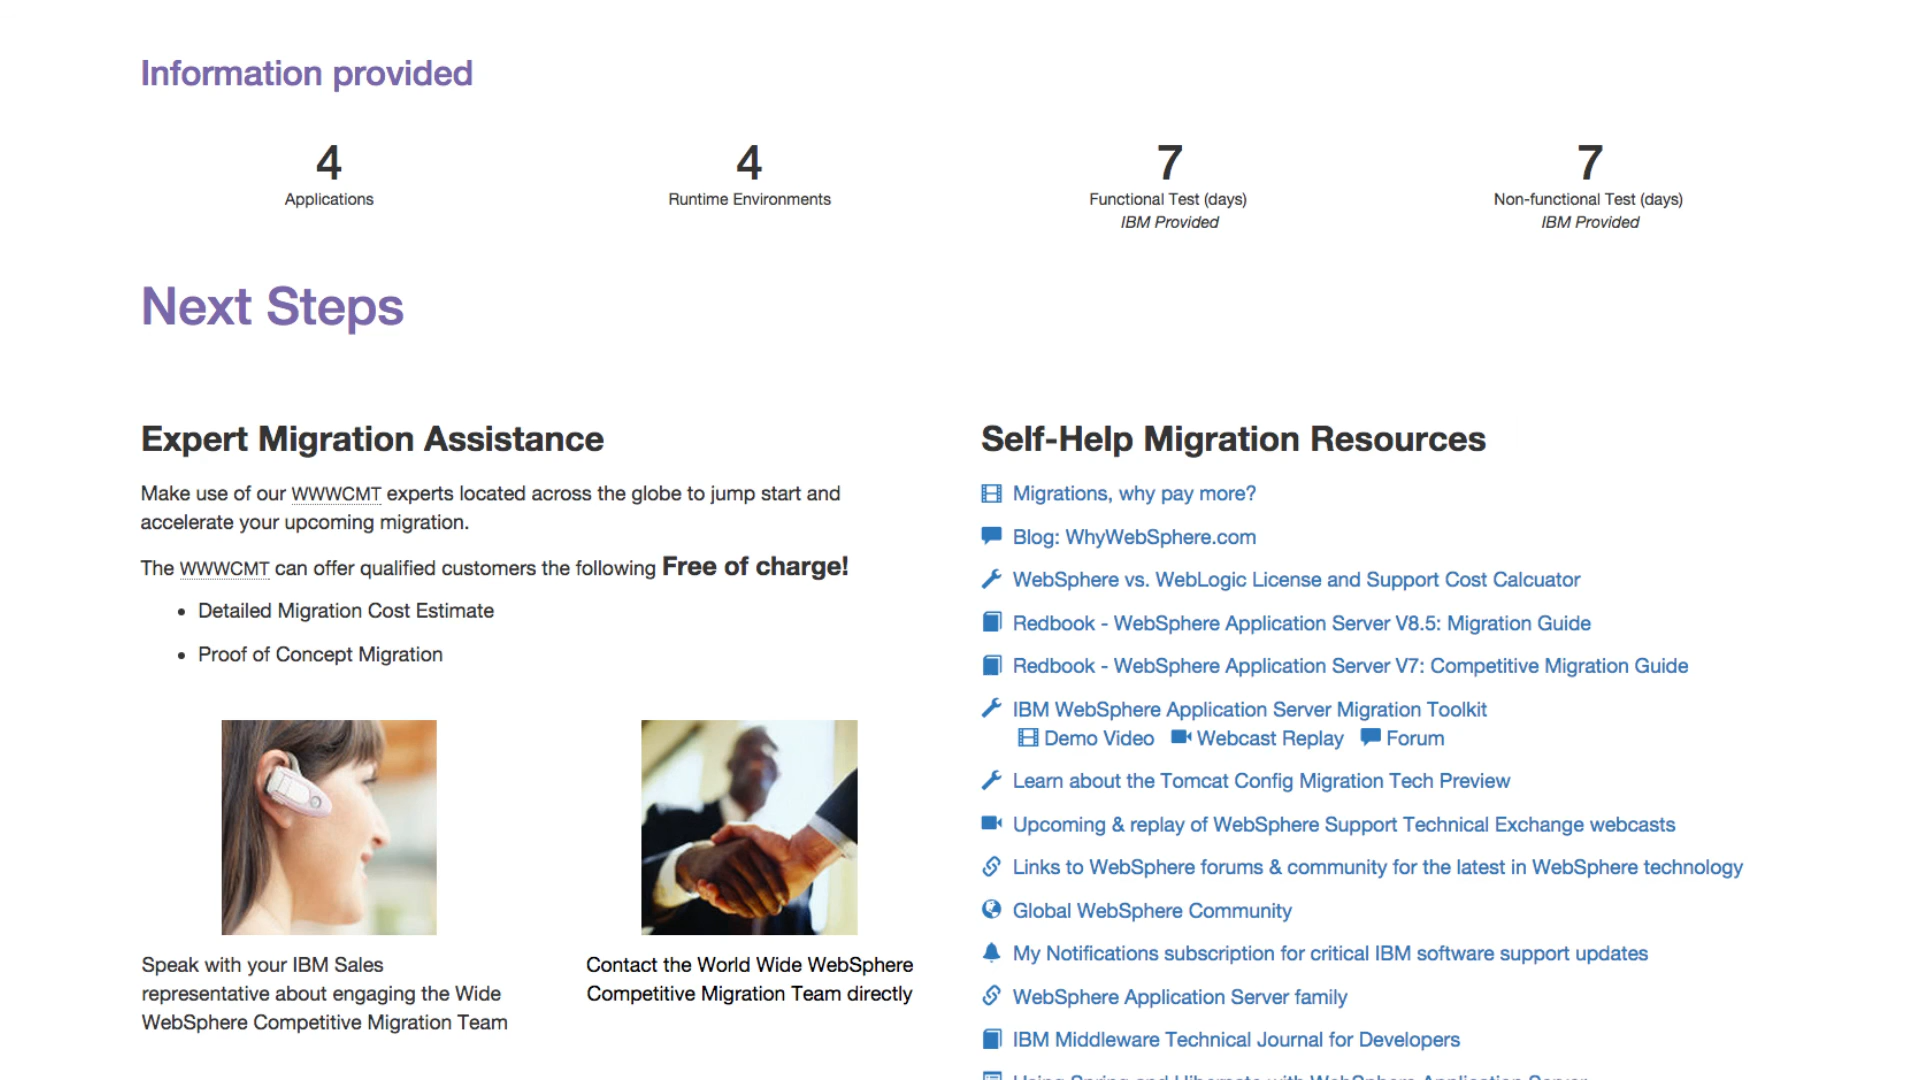 Information provided
4
Applications
4
Runtime Environments
7
Functional Test (days)
IBM Provided
7
Non-functional Test (days)
IBM Provided
Next Steps
Expert Migration Assistance
Make use of our WWWCMT experts located across the globe to jump start and
accelerate your upcoming migration.
The WWWCMT can offer qualified customers the following Free of charge!
• Detailed Migration Cost Estimate
• Proof of Concept Migration
Speak with your IBM Sales
representative about engaging the Wide
WebSphere Competitive Migration Team
Contact the World Wide WebSphere
Competitive Migration Team directly
Self-Help Migration Resources
Migrations, why pay more?
Blog: WhyWebSphere.com
WebSphere vs. WebLogic License and Support Cost Calcuator
Redbook - WebSphere Application Server V8.5: Migration Guide
Redbook - WebSphere Application Server V7: Competitive Migration Guide
IBM WebSphere Application Server Migration Toolkit
Demo Video Webcast Replay Forum
Learn about the Tomcat Config Migration Tech Preview
Upcoming & replay of WebSphere Support Technical Exchange webcasts
Links to WebSphere forums & community for the latest in WebSphere technology
Global WebSphere Community
My Notifications subscription for critical IBM software support updates
WebSphere Application Server family
IBM Middleware Technical Journal for Developers
Using Spring and Hibernate with WebSphere Application Server